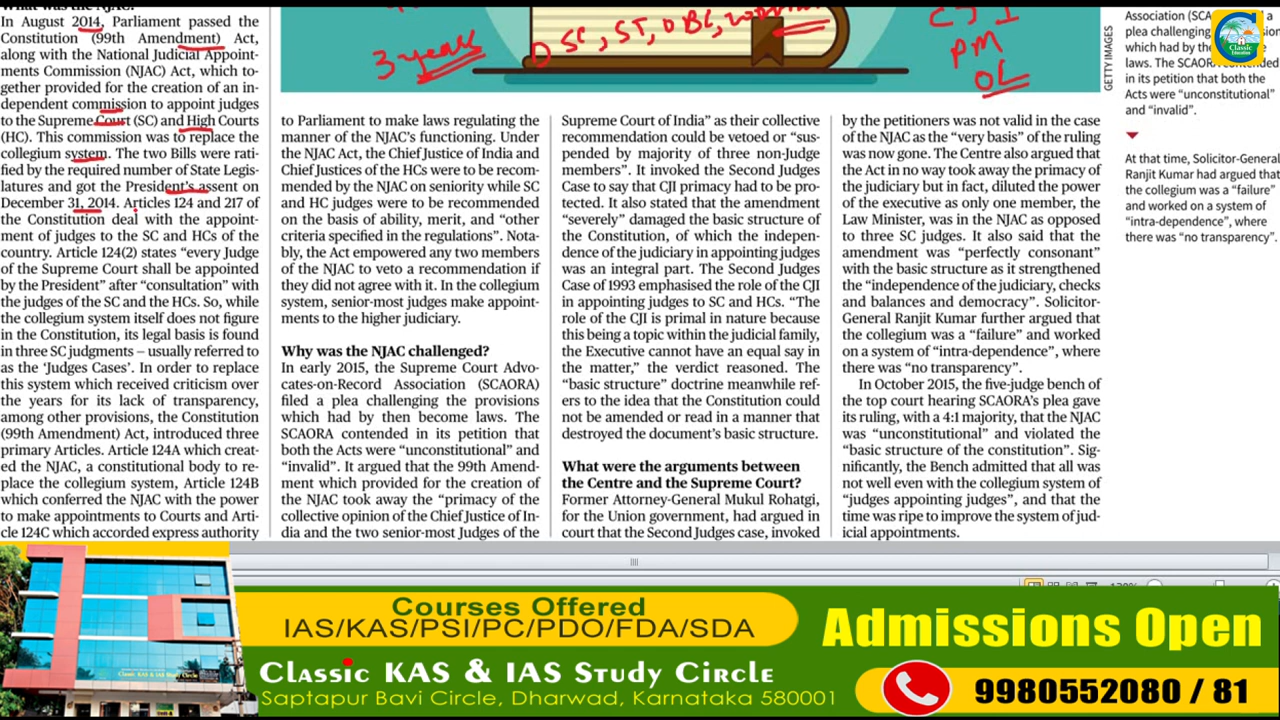 What was the NJAC?
In August 2014, Parliament passed the
Constitution (99th Amendment) Act,
along with the National Judicial Appoint-
ments Commission (NJAC) Act, which to-
gether provided for the creation of an in-
dependent commission to appoint judges
to the Supreme Court (SC) and High Courts
(HC). This commission was to replace the
collegium system. The two Bills were rati-
fied by the required number of State Legis-
latures and got the President's assent on
December 31, 2014. Articles 124 and 217 of
the Constitution deal with the appoint-
ment of judges to the SC and HCs of the
country. Article 124(2) states “every Judge
of the Supreme Court shall be appointed
by the President” after “consultation” with
the judges of the SC and the HCs. So, while
the collegium system itself does not figure
in the Constitution, its legal basis is found
in three SC judgments – usually referred to
as the ‘Judges Cases’. In order to replace
this system which received criticism over
the years for its lack of transparency,
among other provisions, the Constitution
(99th Amendment) Act, introduced three
primary Articles. Article 124A which creat-
ed the NJAC, a constitutional body to re-
place the collegium system, Article 124B
which conferred the NJAC with the power
to make appointments to Courts and Arti-
cle 124C which accorded express authority
3 years
SC, ST, OBC, women
CJI
PM
OL
GETTY IMAGES
to Parliament to make laws regulating the
manner of the NJAC's functioning. Under
the NJAC Act, the Chief Justice of India and
Chief Justices of the HCs were to be recom-
mended by the NJAC on seniority while SC
and HC judges were to be recommended
on the basis of ability, merit, and “other
criteria specified in the regulations”. Nota-
bly, the Act empowered any two members
of the NJAC to veto a recommendation if
they did not agree with it. In the collegium
system, senior-most judges make appoint-
ments to the higher judiciary.
Why was the NJAC challenged?
In early 2015, the Supreme Court Advo-
cates-on-Record Association (SCAORA)
filed a plea challenging the provisions
which had by then become laws. The
SCAORA contended in its petition that
both the Acts were “unconstitutional” and
“invalid”. It argued that the 99th Amend-
ment which provided for the creation of
the NJAC took away the “primacy of the
collective opinion of the Chief Justice of In-
dia and the two senior-most Judges of the
Supreme Court of India” as their collective
recommendation could be vetoed or “sus-
pended by majority of three non-Judge
members”. It invoked the Second Judges
Case to say that CJI primacy had to be pro-
tected. It also stated that the amendment
“severely” damaged the basic structure of
the Constitution, of which the indepen-
dence of the judiciary in appointing judges
was an integral part. The Second Judges
Case of 1993 emphasised the role of the CJI
in appointing judges to SC and HCs. “The
role of the CJI is primal in nature because
this being a topic within the judicial family,
the Executive cannot have an equal say in
the matter,” the verdict reasoned. The
“basic structure” doctrine meanwhile ref-
ers to the idea that the Constitution could
not be amended or read in a manner that
destroyed the document's basic structure.
What were the arguments between
the Centre and the Supreme Court?
Former Attorney-General Mukul Rohatgi,
for the Union government, had argued in
court that the Second Judges case, invoked
by the petitioners was not valid in the case
of the NJAC as the “very basis” of the ruling
was now gone. The Centre also argued that
the Act in no way took away the primacy of
the judiciary but in fact, diluted the power
of the executive as only one member, the
Law Minister, was in the NJAC as opposed
to three SC judges. It also said that the
amendment was “perfectly consonant”
with the basic structure as it strengthened
the “independence of the judiciary, checks
and balances and democracy”. Solicitor-
General Ranjit Kumar further argued that
the collegium was a “failure” and worked
on a system of “intra-dependence”, where
there was “no transparency”.
In October 2015, the five-judge bench of
the top court hearing SCAORA's plea gave
its ruling, with a 4:1 majority, that the NJAC
was “unconstitutional” and violated the
“basic structure of the constitution”. Sig-
nificantly, the Bench admitted that all was
not well even with the collegium system of
“judges appointing judges”, and that the
time was ripe to improve the system of jud-
icial appointments.
Association (SCAO a
plea challenging sion
which had by the
laws. The SCAORA contended
in its petition that both the
Acts were “unconstitutional”
and “invalid”.
At that time, Solicitor-General
Ranjit Kumar had argued that
the collegium was a “failure”
and worked on a system of
“intra-dependence”, where
there was “no transparency”.
Classic
Education
Courses Offered
IAS/KAS/PSI/PC/PDO/FDA/SDA
Classic KAS & IAS Study Circle
Saptapur Bavi Circle, Dharwad, Karnataka 580001
Admissions Open
9980552080 / 81